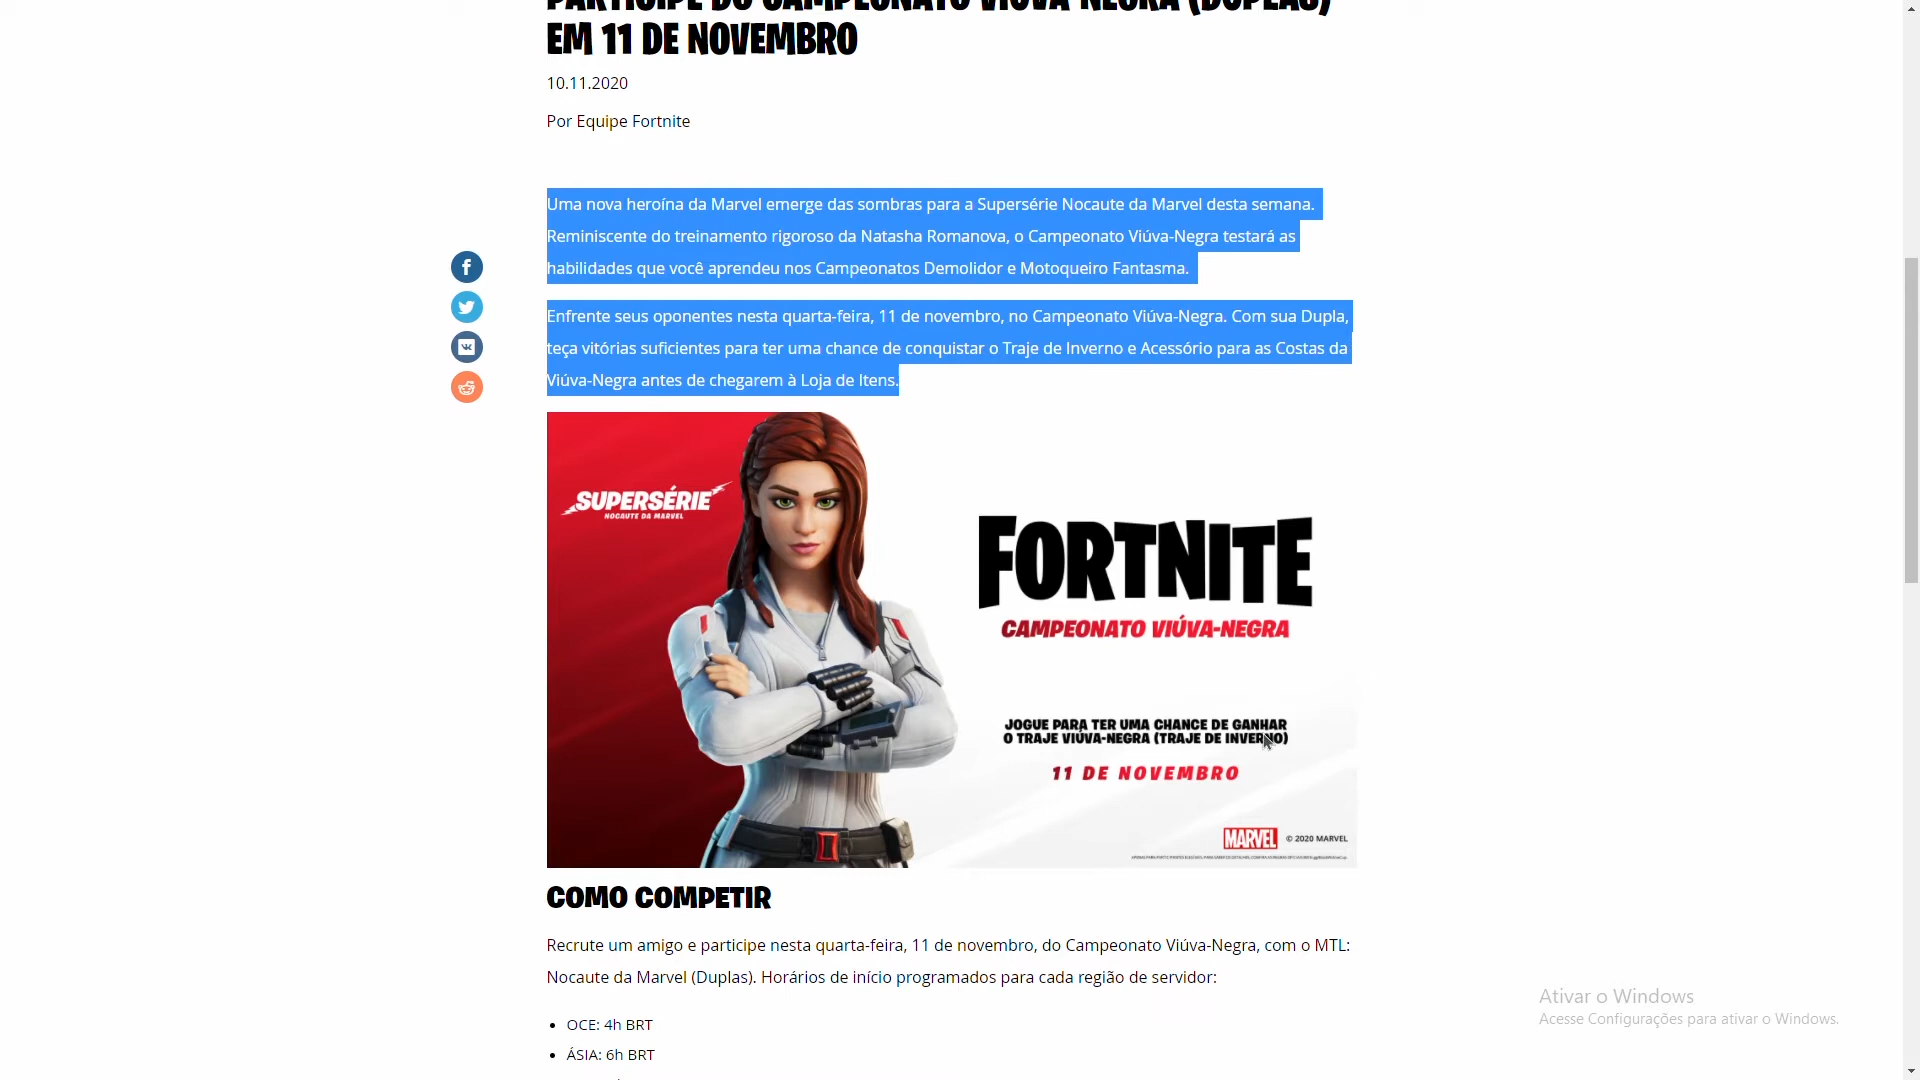 PARTICIPE DO CAMPEONATO VIÚVA-NEGRA (DUPLAS)
EM 11 DE NOVEMBRO
10.11.2020
Por Equipe Fortnite
Uma nova heroína da Marvel emerge das sombras para a Supersérie Nocaute da Marvel desta semana.
Reminiscente do treinamento rigoroso da Natasha Romanova, o Campeonato Viúva-Negra testará as
habilidades que você aprendeu nos Campeonatos Demolidor e Motoqueiro Fantasma.
Enfrente seus oponentes nesta quarta-feira, 11 de novembro, no Campeonato Viúva-Negra. Com sua Dupla,
teça vitórias suficientes para ter uma chance de conquistar o Traje de Inverno e Acessório para as Costas da
Viúva-Negra antes de chegarem à Loja de Itens.
SUPERSÉRIE
NOCAUTE DA MARVEL
FORTNITE
CAMPEONATO VIÚVA-NEGRA
JOGUE PARA TER UMA CHANCE DE GANHAR
O TRAJE VIÚVA-NEGRA (TRAJE DE INVERNO)
11 DE NOVEMBRO
MARVEL © 2020 MARVEL
COMO COMPETIR
Recrute um amigo e participe nesta quarta-feira, 11 de novembro, do Campeonato Viúva-Negra, com o MTL:
Nocaute da Marvel (Duplas). Horários de início programados para cada região de servidor:
• OCE: 4h BRT
• ÁSIA: 6h BRT
Ativar o Windows
Acesse Configurações para ativar o Windows.